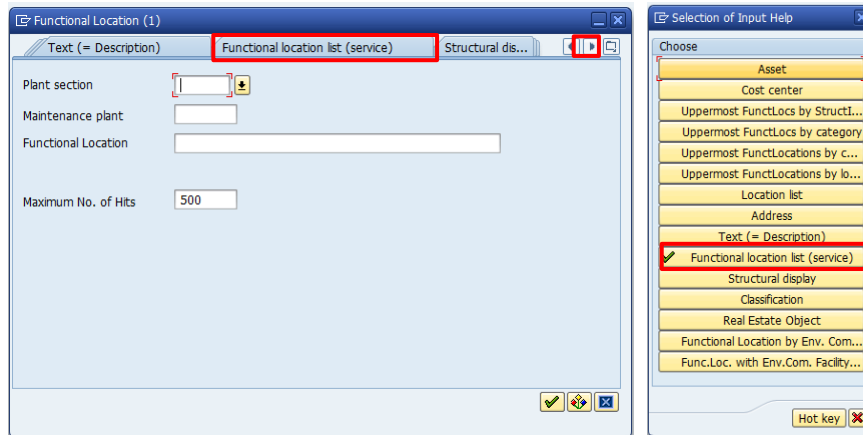 Functional Location (1)
Text (= Description) Functional location list (service) Structural dis...
Plant section
Maintenance plant
Functional Location
Maximum No. of Hits 500
Selection of Input Help
Choose
Asset
Cost center
Uppermost FunctLocs by StructI...
Uppermost FunctLocs by category
Uppermost FunctLocations by c...
Uppermost FunctLocations by lo...
Location list
Address
Text (= Description)
Functional location list (service)
Structural display
Classification
Real Estate Object
Functional Location by Env. Com...
Func.Loc. with Env.Com. Facility...
Hot key